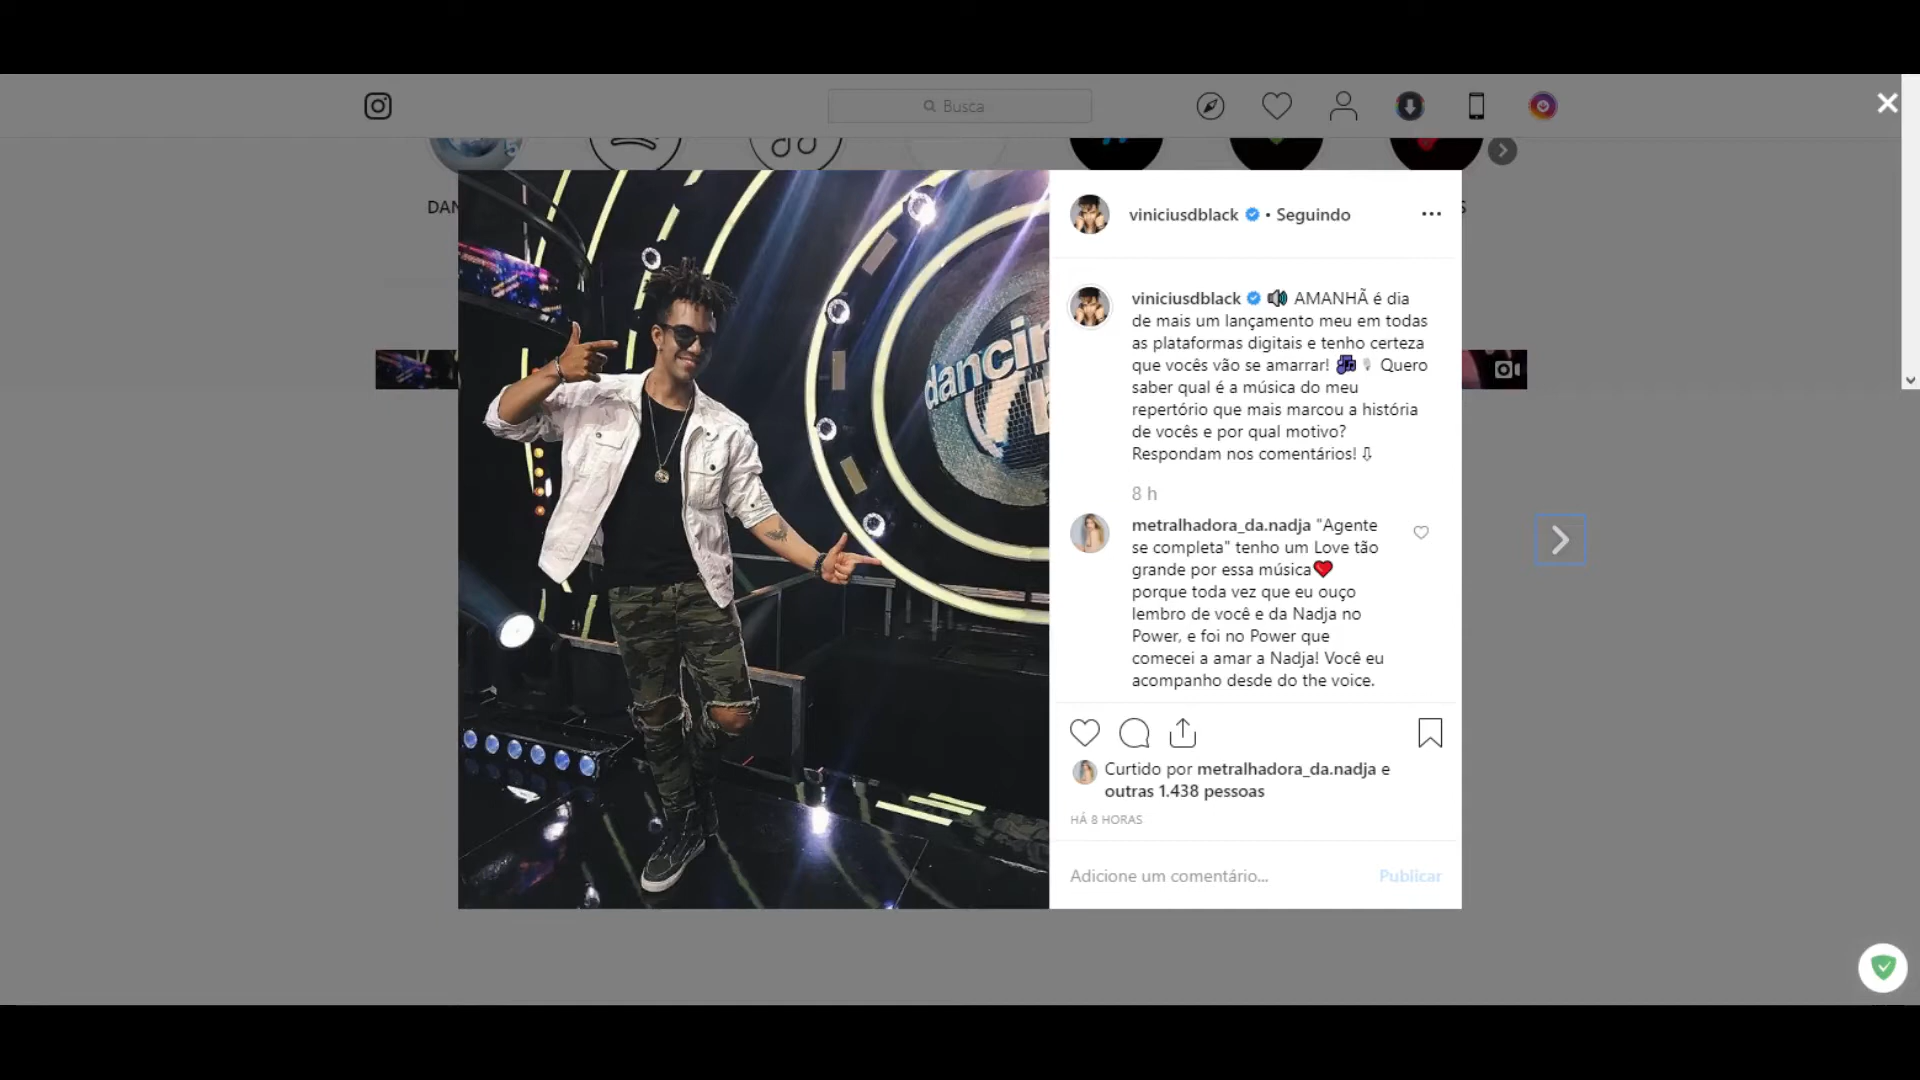 Busca
DAN
S
viniciusdblack • Seguindo
viniciusdblack AMANHÃ é dia
de mais um lançamento meu em todas
as plataformas digitais e tenho certeza
que vocês vão se amarrar! Quero
saber qual é a música do meu
repertório que mais marcou a história
de vocês e por qual motivo?
Respondam nos comentários!
8 h
metralhadora_da.nadja "Agente
se completa" tenho um Love tão
grande por essa música
porque toda vez que eu ouço
lembro de você e da Nadja no
Power, e foi no Power que
comecei a amar a Nadja! Você eu
acompanho desde do the voice.
Curtido por metralhadora_da.nadja e
outras 1.438 pessoas
HÁ 8 HORAS
Adicione um comentário... Publicar
dancin